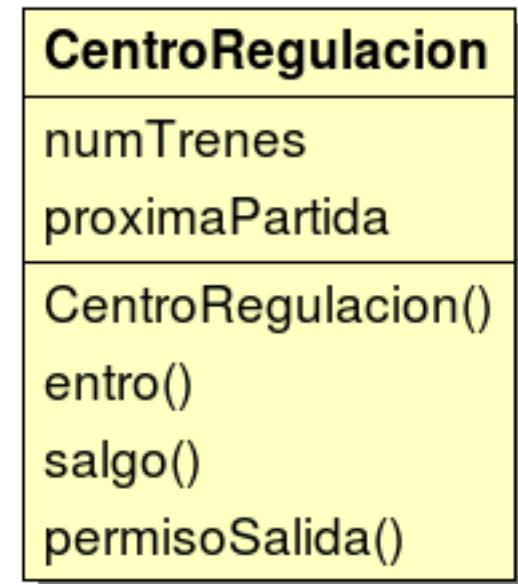 CentroRegulacion
numTrenes
proximaPartida
CentroRegulacion()
entro()
salgo()
permisoSalida()